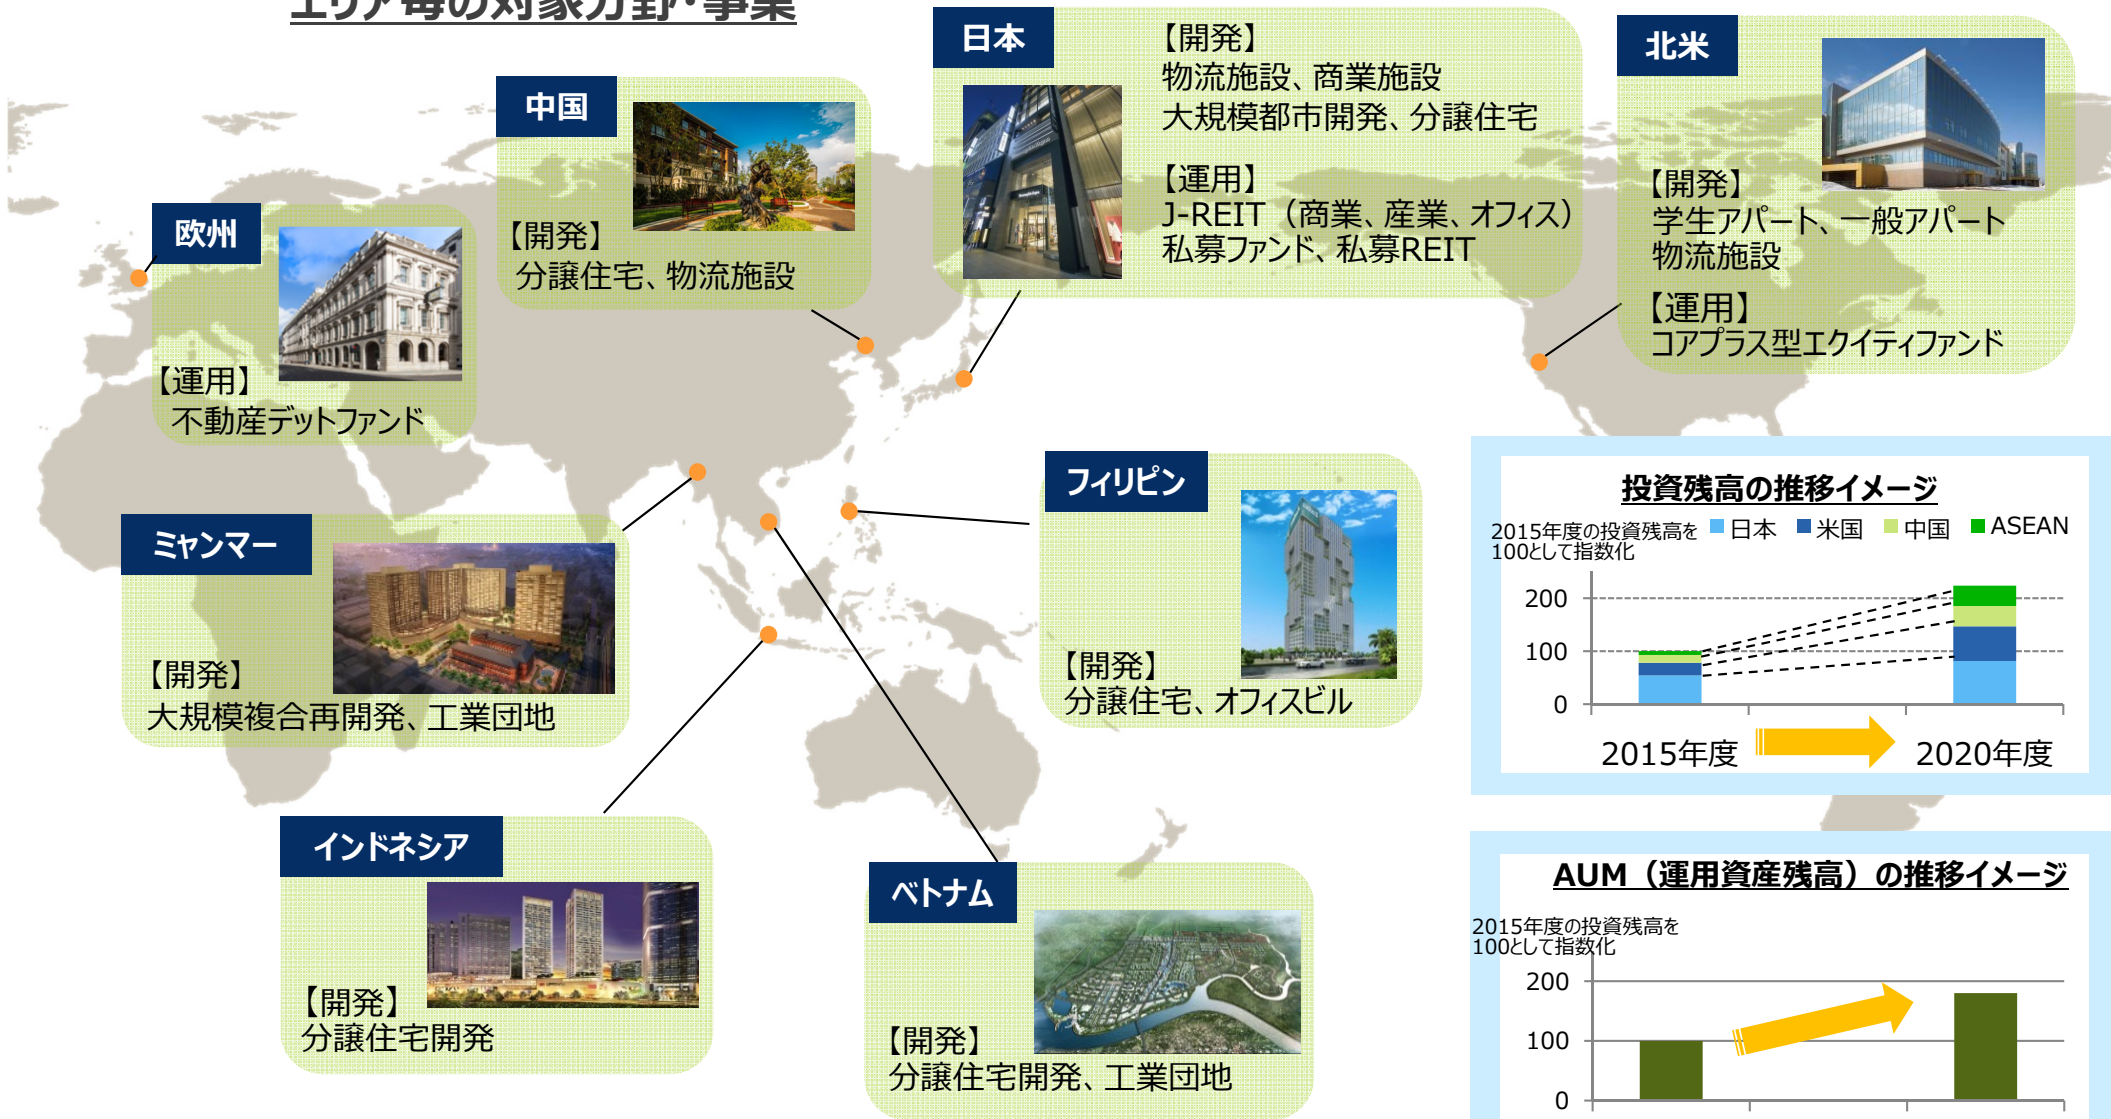 エリア毎の対象分野・事業
日本
【開発】
物流施設、商業施設
大規模都市開発、分譲住宅
【運用】
J-REIT（商業、産業、オフィス）
私募ファンド、私募REIT
北米
【開発】
学生アパート、一般アパート
物流施設
【運用】
コアプラス型エクイティファンド
中国
【開発】
分譲住宅、物流施設
欧州
【運用】
不動産デットファンド
ミャンマー
【開発】
大規模複合再開発、工業団地
フィリピン
【開発】
分譲住宅、オフィスビル
インドネシア
【開発】
分譲住宅開発
ベトナム
【開発】
分譲住宅開発、工業団地
投資残高の推移イメージ
2015年度の投資残高を
100として指数化
日本 米国 中国 ASEAN
200
100
0
2015年度 2020年度
AUM（運用資産残高）の推移イメージ
2015年度の投資残高を
100として指数化
200
100
0